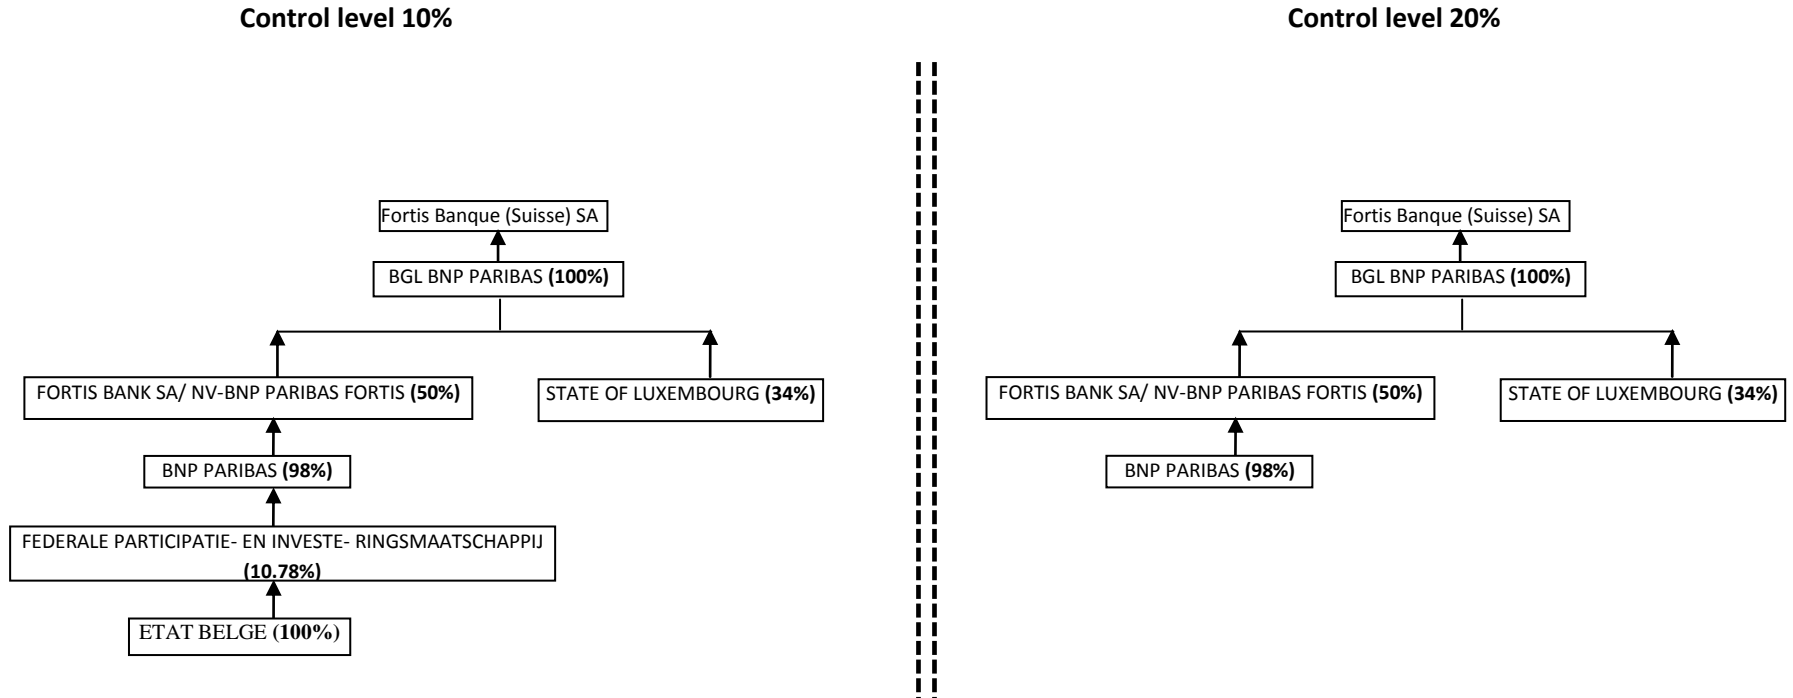 Control level 10%
Fortis Banque (Suisse) SA
BGL BNP PARIBAS (100%)
FORTIS BANK SA/ NV-BNP PARIBAS FORTIS (50%)
STATE OF LUXEMBOURG (34%)
BNP PARIBAS (98%)
FEDERALE PARTICIPATIE- EN INVESTE- RINGSMAATSCHAPPIJ
(10.78%)
ETAT BELGE (100%)
Control level 20%
Fortis Banque (Suisse) SA
BGL BNP PARIBAS (100%)
FORTIS BANK SA/ NV-BNP PARIBAS FORTIS (50%)
STATE OF LUXEMBOURG (34%)
BNP PARIBAS (98%)